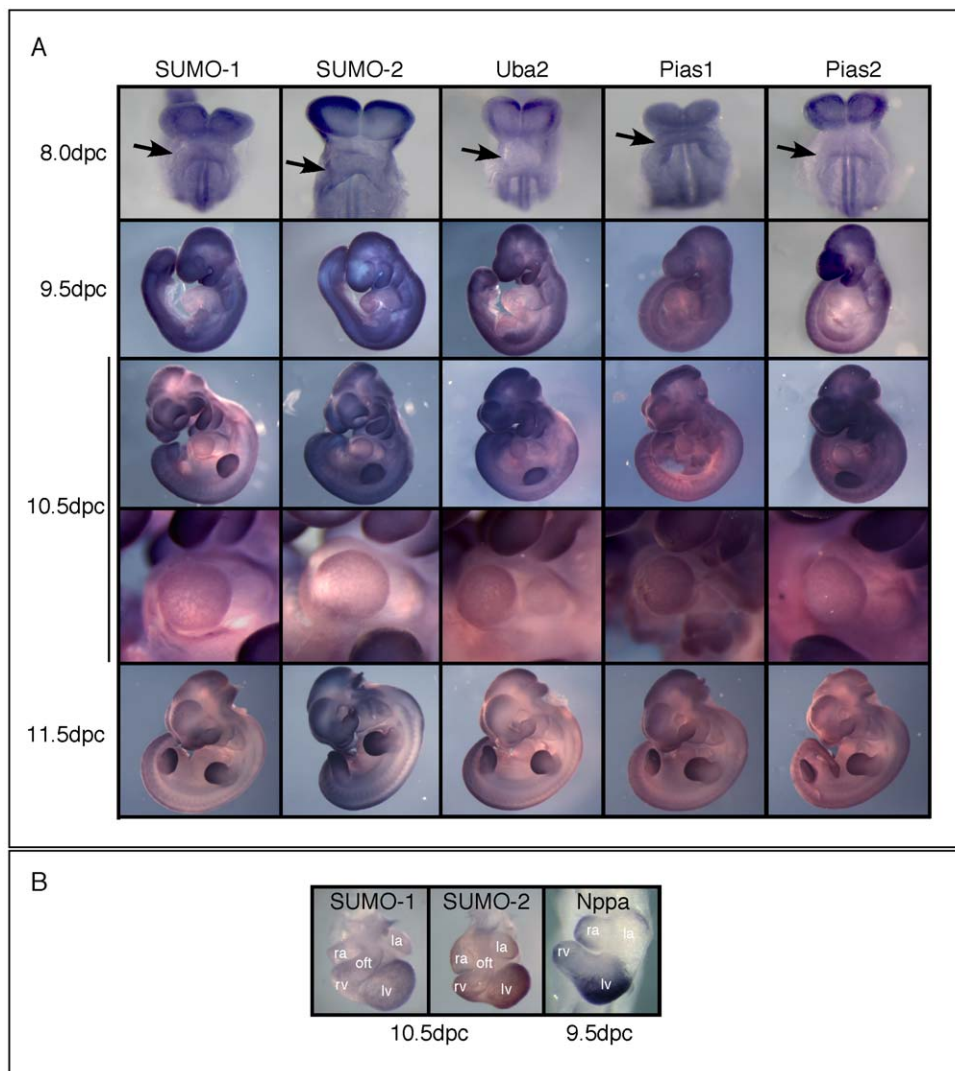 A
SUMO-1 SUMO-2 Uba2 Pias1 Pias2
8.0dpc
9.5dpc
10.5dpc
11.5dpc
B
SUMO-1 SUMO-2 Nppa
ra la oft rv lv
ra la oft rv lv
ra la rv lv
10.5dpc 9.5dpc